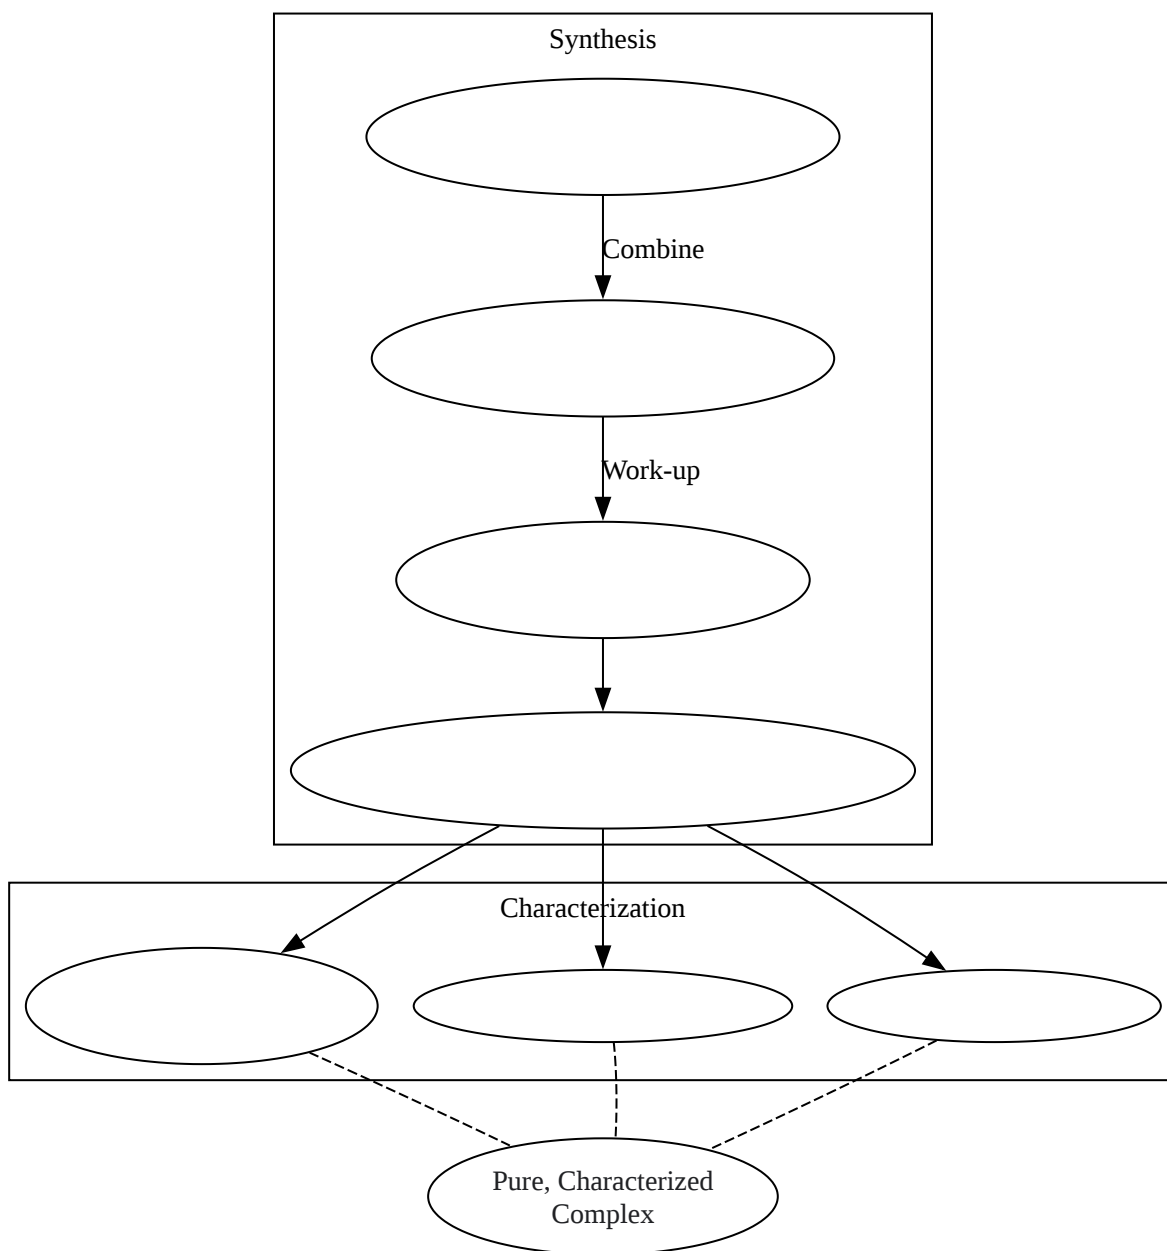 Synthesis
Combine
Work-up
Characterization
Pure, Characterized
Complex